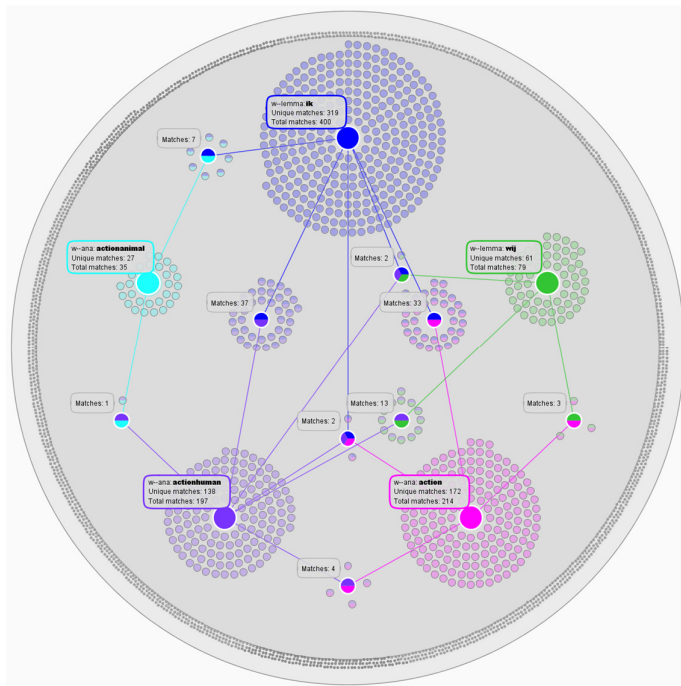 w--lemma:ik
Unique matches: 319
Total matches: 400
Matches: 7
w--ana:actionanimal
Unique matches: 27
Total matches: 35
w--lemma:wij
Unique matches: 61
Total matches: 79
Matches: 2
Matches: 37
Matches: 33
Matches: 1
Matches: 13
Matches: 3
Matches: 2
w--ana:actionhuman
Unique matches: 138
Total matches: 197
w--ana:action
Unique matches: 172
Total matches: 214
Matches: 4